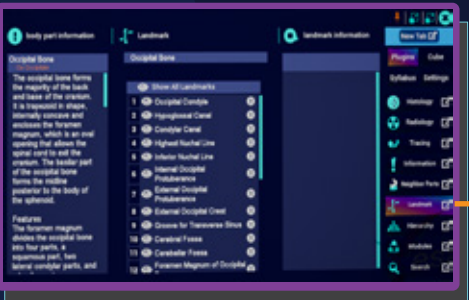 body part information
Landmark
landmark information
New Tab
Occipital Bone
The occipital bone forms
the majority of the back
and base of the cranium.
It is trapezoid in shape,
internally concave and
encloses the foramen
magnum, which is an oval
opening that allows the
spinal cord to exit the
cranium. The basilar part
of the occipital bone
forms the midline
posterior to the body of
the sphenoid.
Features
The foramen magnum
divides the occipital bone
into four parts, a
squamous part, two
lateral condylar parts, and
Occipital Bone
Show All Landmarks
1 Occipital Condyle
2 Hypoglossal Canal
3 Condylar Canal
4 Highest Nuchal Line
5 Inferior Nuchal Line
6 Internal Occipital
Protuberance
7 External Occipital
Protuberance
8 External Occipital Crest
9 Groove for Transverse Sinus
10 Cerebral Fossa
11 Cerebellar Fossa
12 Foramen Magnum of Occipital
Plugins
Cube
Syllabus
Settings
Histology
Radiology
Tracing
Information
Neighbor Parts
Landmark
Hierarchy
Modules
Search